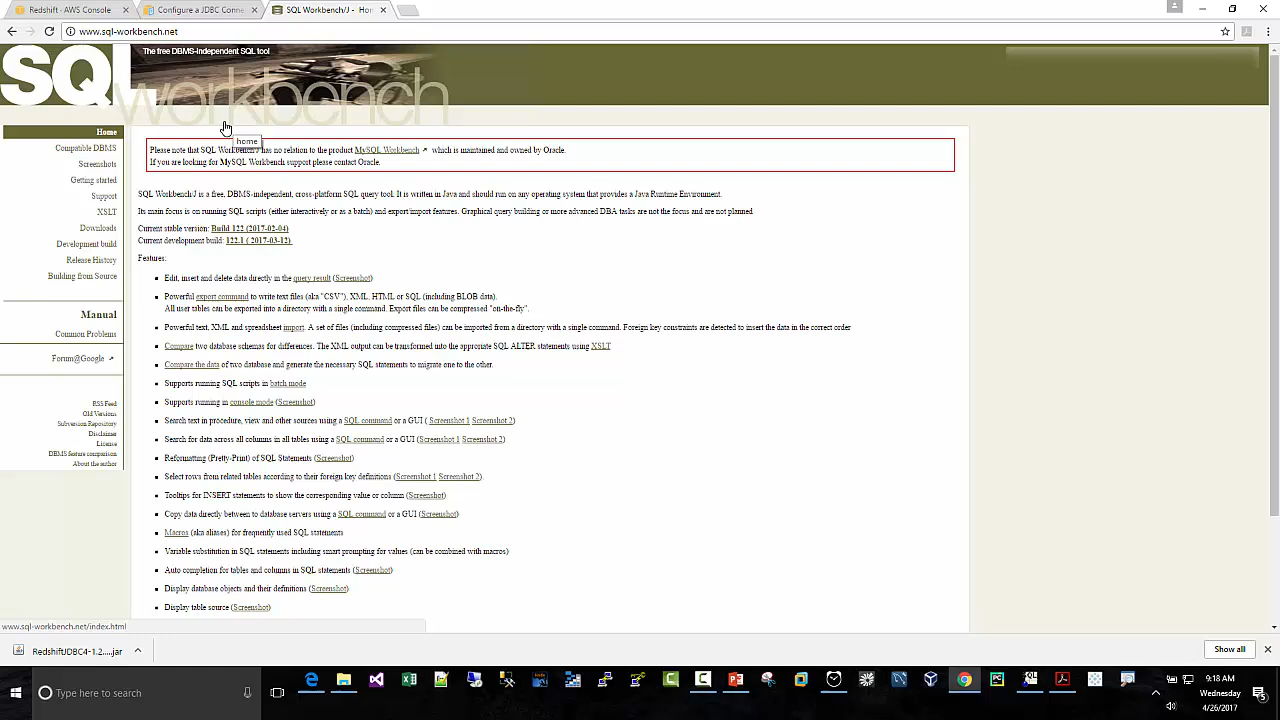 Redshift - AWS Console
Configure a JDBC Conne
SQL Workbench/J - Hom
www.sql-workbench.net
The free DBMS-independent SQL tool
SQL
workbench
home
Home
Compatible DBMS
Screenshots
Getting started
Support
XSLT
Downloads
Development build
Release History
Building from Source
Manual
Common Problems
Forum@Google
RSS Feed
Old Versions
Subversion Repository
Disclaimer
License
DBMS feature comparison
About the author
Please note that SQL Workbench/J has no relation to the product MySQL Workbench which is maintained and owned by Oracle.
If you are looking for MySQL Workbench support please contact Oracle.
SQL Workbench/J is a free, DBMS-independent, cross-platform SQL query tool. It is written in Java and should run on any operating system that provides a Java Runtime Environment.
Its main focus is on running SQL scripts (either interactively or as a batch) and export/import features. Graphical query building or more advanced DBA tasks are not the focus and are not planned
Current stable version: Build 122 (2017-02-04)
Current development build: 122.1 ( 2017-03-12)
Features:
Edit, insert and delete data directly in the query result (Screenshot)
Powerful export command to write text files (aka "CSV"), XML, HTML or SQL (including BLOB data).
All user tables can be exported into a directory with a single command. Export files can be compressed "on-the-fly".
Powerful text, XML and spreadsheet import. A set of files (including compressed files) can be imported from a directory with a single command. Foreign key constraints are detected to insert the data in the correct order
Compare two database schemas for differences. The XML output can be transformed into the approriate SQL ALTER statements using XSLT
Compare the data of two database and generate the necessary SQL statements to migrate one to the other.
Supports running SQL scripts in batch mode
Supports running in console mode (Screenshot)
Search text in procedure, view and other sources using a SQL command or a GUI ( Screenshot 1 Screenshot 2)
Search for data across all columns in all tables using a SQL command or a GUI (Screenshot 1 Screenshot 2)
Reformatting (Pretty-Print) of SQL Statements (Screenshot)
Select rows from related tables according to their foreign key definitions (Screenshot 1 Screenshot 2).
Tooltips for INSERT statements to show the corresponding value or column (Screenshot)
Copy data directly between to database servers using a SQL command or a GUI (Screenshot)
Macros (aka aliases) for frequently used SQL statements
Variable substitution in SQL statements including smart prompting for values (can be combined with macros)
Auto completion for tables and columns in SQL statements (Screenshot)
Display database objects and their definitions (Screenshot)
Display table source (Screenshot)
www.sql-workbench.net/index.html
RedshiftJDBC4-1.2....jar
Show all
Type here to search
9:18 AM
Wednesday
4/26/2017